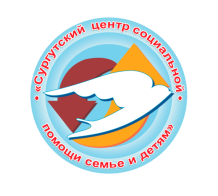 «Сургутский центр социальной
помощи семье и детям»